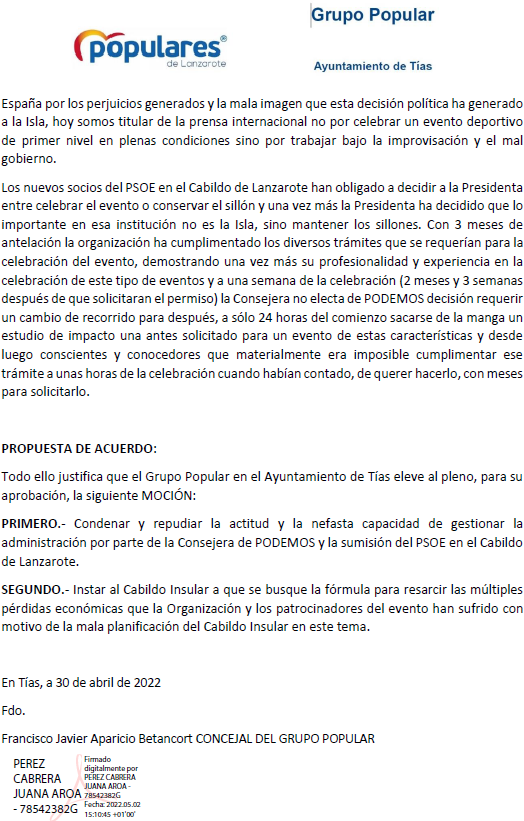 populares®
de Lanzarote
Grupo Popular
Ayuntamiento de Tías
España por los perjuicios generados y la mala imagen que esta decisión política ha generado
a la Isla, hoy somos titular de la prensa internacional no por celebrar un evento deportivo
de primer nivel en plenas condiciones sino por trabajar bajo la improvisación y el mal
gobierno.
Los nuevos socios del PSOE en el Cabildo de Lanzarote han obligado a decidir a la Presidenta
entre celebrar el evento o conservar el sillón y una vez más la Presidenta ha decidido que lo
importante en esa institución no es la Isla, sino mantener los sillones. Con 3 meses de
antelación la organización ha cumplimentado los diversos trámites que se requerían para la
celebración del evento, demostrando una vez más su profesionalidad y experiencia en la
celebración de este tipo de eventos y a una semana de la celebración (2 meses y 3 semanas
después de que solicitaran el permiso) la Consejera no electa de PODEMOS decisión requerir
un cambio de recorrido para después, a sólo 24 horas del comienzo sacarse de la manga un
estudio de impacto una antes solicitado para un evento de estas características y desde
luego conscientes y conocedores que materialmente era imposible cumplimentar ese
trámite a unas horas de la celebración cuando habían contado, de querer hacerlo, con meses
para solicitarlo.
PROPUESTA DE ACUERDO:
Todo ello justifica que el Grupo Popular en el Ayuntamiento de Tías eleve al pleno, para su
aprobación, la siguiente MOCIÓN:
PRIMERO.- Condenar y repudiar la actitud y la nefasta capacidad de gestionar la
administración por parte de la Consejera de PODEMOS y la sumisión del PSOE en el Cabildo
de Lanzarote.
SEGUNDO.- Instar al Cabildo Insular a que se busque la fórmula para resarcir las múltiples
pérdidas económicas que la Organización y los patrocinadores del evento han sufrido con
motivo de la mala planificación del Cabildo Insular en este tema.
En Tías, a 30 de abril de 2022
Fdo.
Francisco Javier Aparicio Betancort CONCEJAL DEL GRUPO POPULAR
PEREZ
CABRERA
JUANA AROA
- 78542382G
Firmado
digitalmente por
PEREZ CABRERA
JUANA AROA -
78542382G
Fecha: 2022.05.02
15:10:45 +01'00'